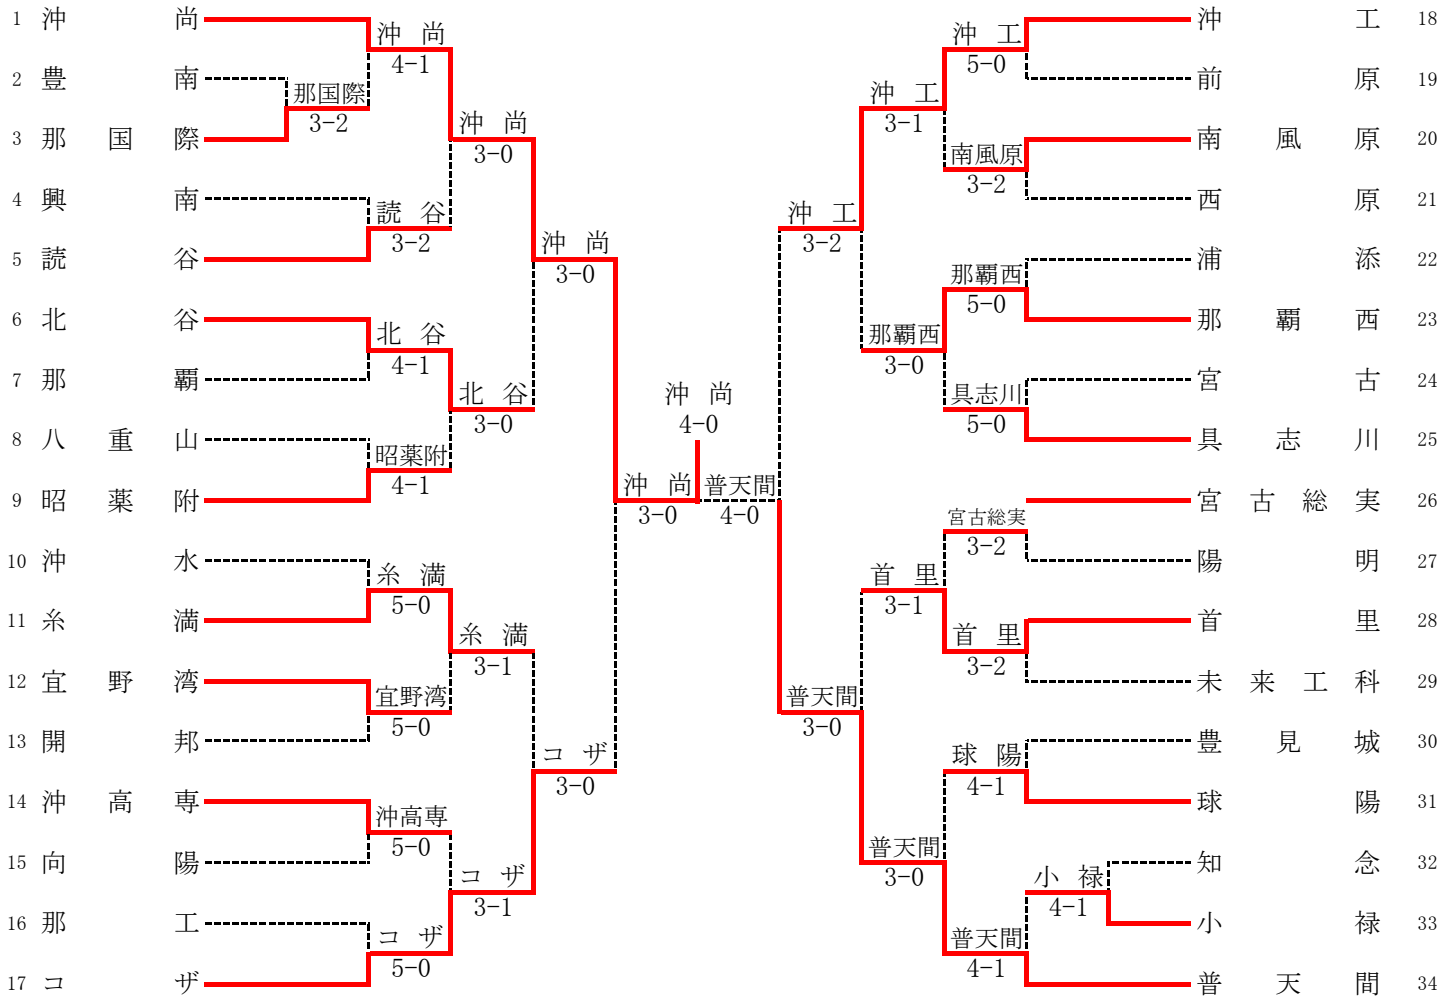 1 沖尚
2 豊南
3 那国際
4 興南
5 読谷
6 北谷
7 那覇
8 八重山
9 昭薬附
10 沖水
11 糸満
12 宜野湾
13 開邦
14 沖高専
15 向陽
16 那工
17 コザ
那国際
3-2
沖尚
4-1
読谷
3-2
北谷
4-1
昭薬附
4-1
糸満
5-0
宜野湾
5-0
沖高専
5-0
コザ
5-0
沖尚
3-0
北谷
3-0
糸満
3-1
コザ
3-1
沖尚
3-0
コザ
3-0
沖尚
3-0
沖尚
4-0
普天間
4-0
沖工
3-2
普天間
3-0
沖工
3-1
那覇西
3-0
首里
3-1
普天間
3-0
沖工
5-0
南風原
3-2
那覇西
5-0
具志川
5-0
宮古総実
3-2
首里
3-2
球陽
4-1
普天間
4-1
小禄
4-1
沖工 18
前原 19
南風原 20
西原 21
浦添 22
那覇西 23
宮古 24
具志川 25
宮古総実 26
陽明 27
首里 28
未来工科 29
豊見城 30
球陽 31
知念 32
小禄 33
普天間 34